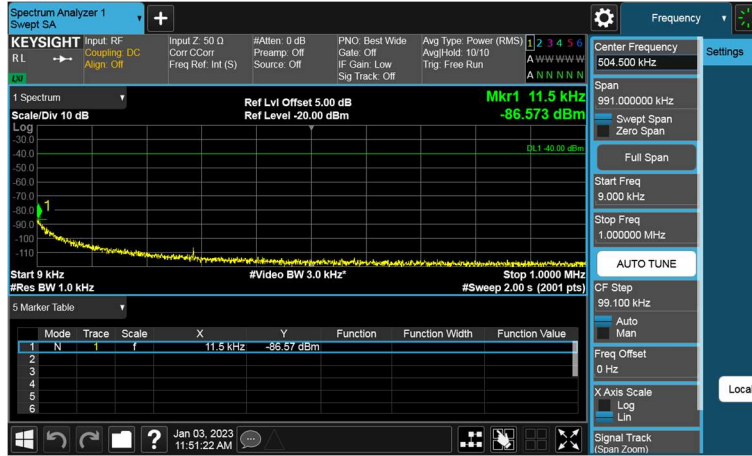 Spectrum Analyzer 1
Swept SA
Frequency
KEYSIGHT
RL
LXI
Input: RF
Coupling: DC
Align: Off
Input Z: 50 Ω
Corr CCorr
Freq Ref: Int (S)
#Atten: 0 dB
Preamp: Off
Source: Off
PNO: Best Wide
Gate: Off
IF Gain: Low
Sig Track: Off
Avg Type: Power (RMS)
Avg|Hold: 10/10
Trig: Free Run
1 2 3 4 5 6
A W W W W W
A N N N N N
1 Spectrum
Scale/Div 10 dB
Ref Lvl Offset 5.00 dB
Ref Level -20.00 dBm
Mkr1 11.5 kHz
-86.573 dBm
Log
-30.0
-40.0
-50.0
-60.0
-70.0
-80.0
-90.0
-100
-110
DL1 -40.00 dBm
1
Start 9 kHz
#Res BW 1.0 kHz
#Video BW 3.0 kHz*
Stop 1.0000 MHz
#Sweep 2.00 s (2001 pts)
5 Marker Table
Mode Trace Scale X Y Function Function Width Function Value
1 N 1 f 11.5 kHz -86.57 dBm
2
3
4
5
6
Jan 03, 2023
11:51:22 AM
Center Frequency
504.500 kHz
Settings
Span
991.000000 kHz
Swept Span
Zero Span
Full Span
Start Freq
9.000 kHz
Stop Freq
1.000000 MHz
AUTO TUNE
CF Step
99.100 kHz
Auto
Man
Freq Offset
0 Hz
X Axis Scale
Log
Lin
Local
Signal Track
(Span Zoom)